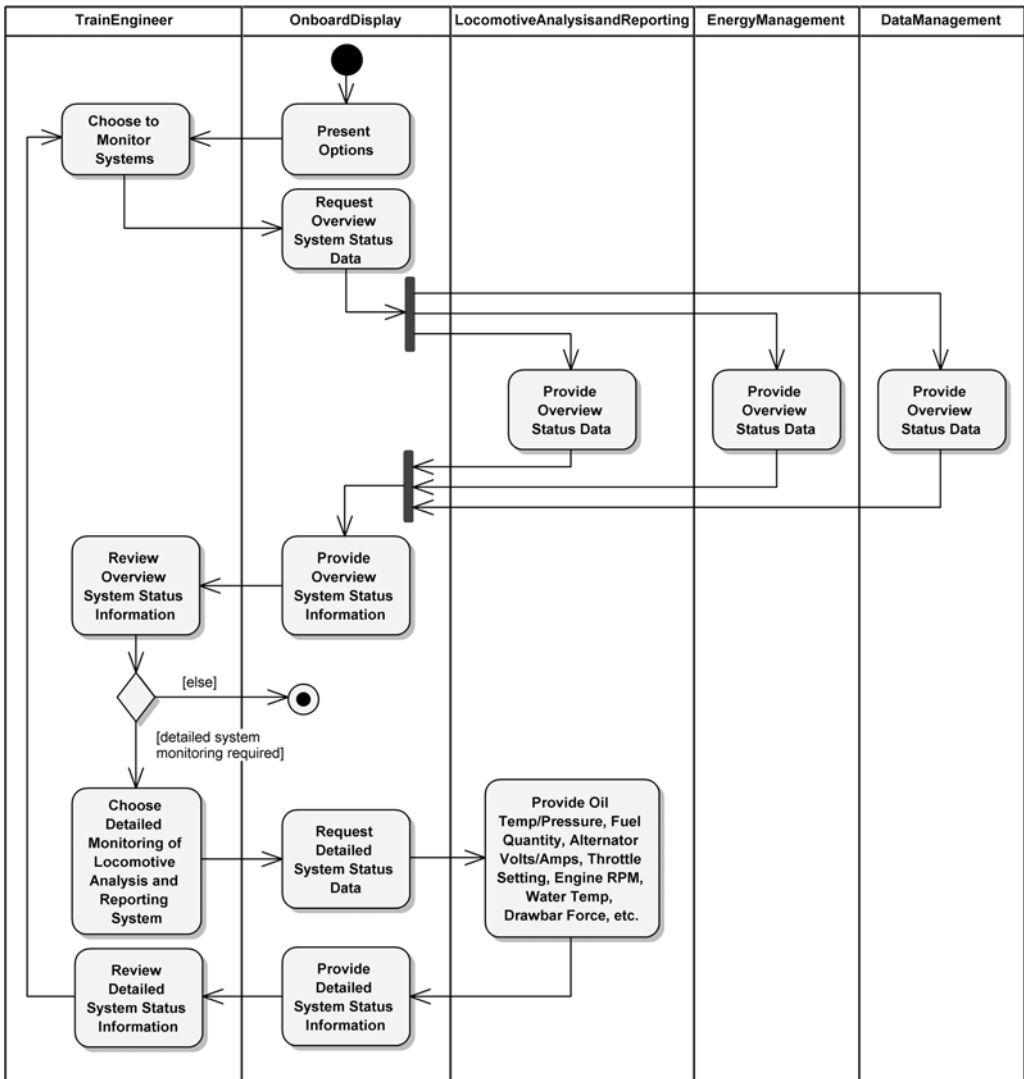 TrainEngineer
OnboardDisplay
LocomotiveAnalysisandReporting
EnergyManagement
DataManagement
Choose to
Monitor
Systems
Present
Options
Request
Overview
System Status
Data
Provide
Overview
Status Data
Provide
Overview
Status Data
Provide
Overview
Status Data
Review
Overview
System Status
Information
Provide
Overview
System Status
Information
[else]
[detailed system
monitoring required]
Choose
Detailed
Monitoring of
Locomotive
Analysis and
Reporting
System
Request
Detailed
System Status
Data
Provide Oil
Temp/Pressure, Fuel
Quantity, Alternator
Volts/Amps, Throttle
Setting, Engine RPM,
Water Temp,
Drawbar Force, etc.
Review
Detailed
System Status
Information
Provide
Detailed
System Status
Information